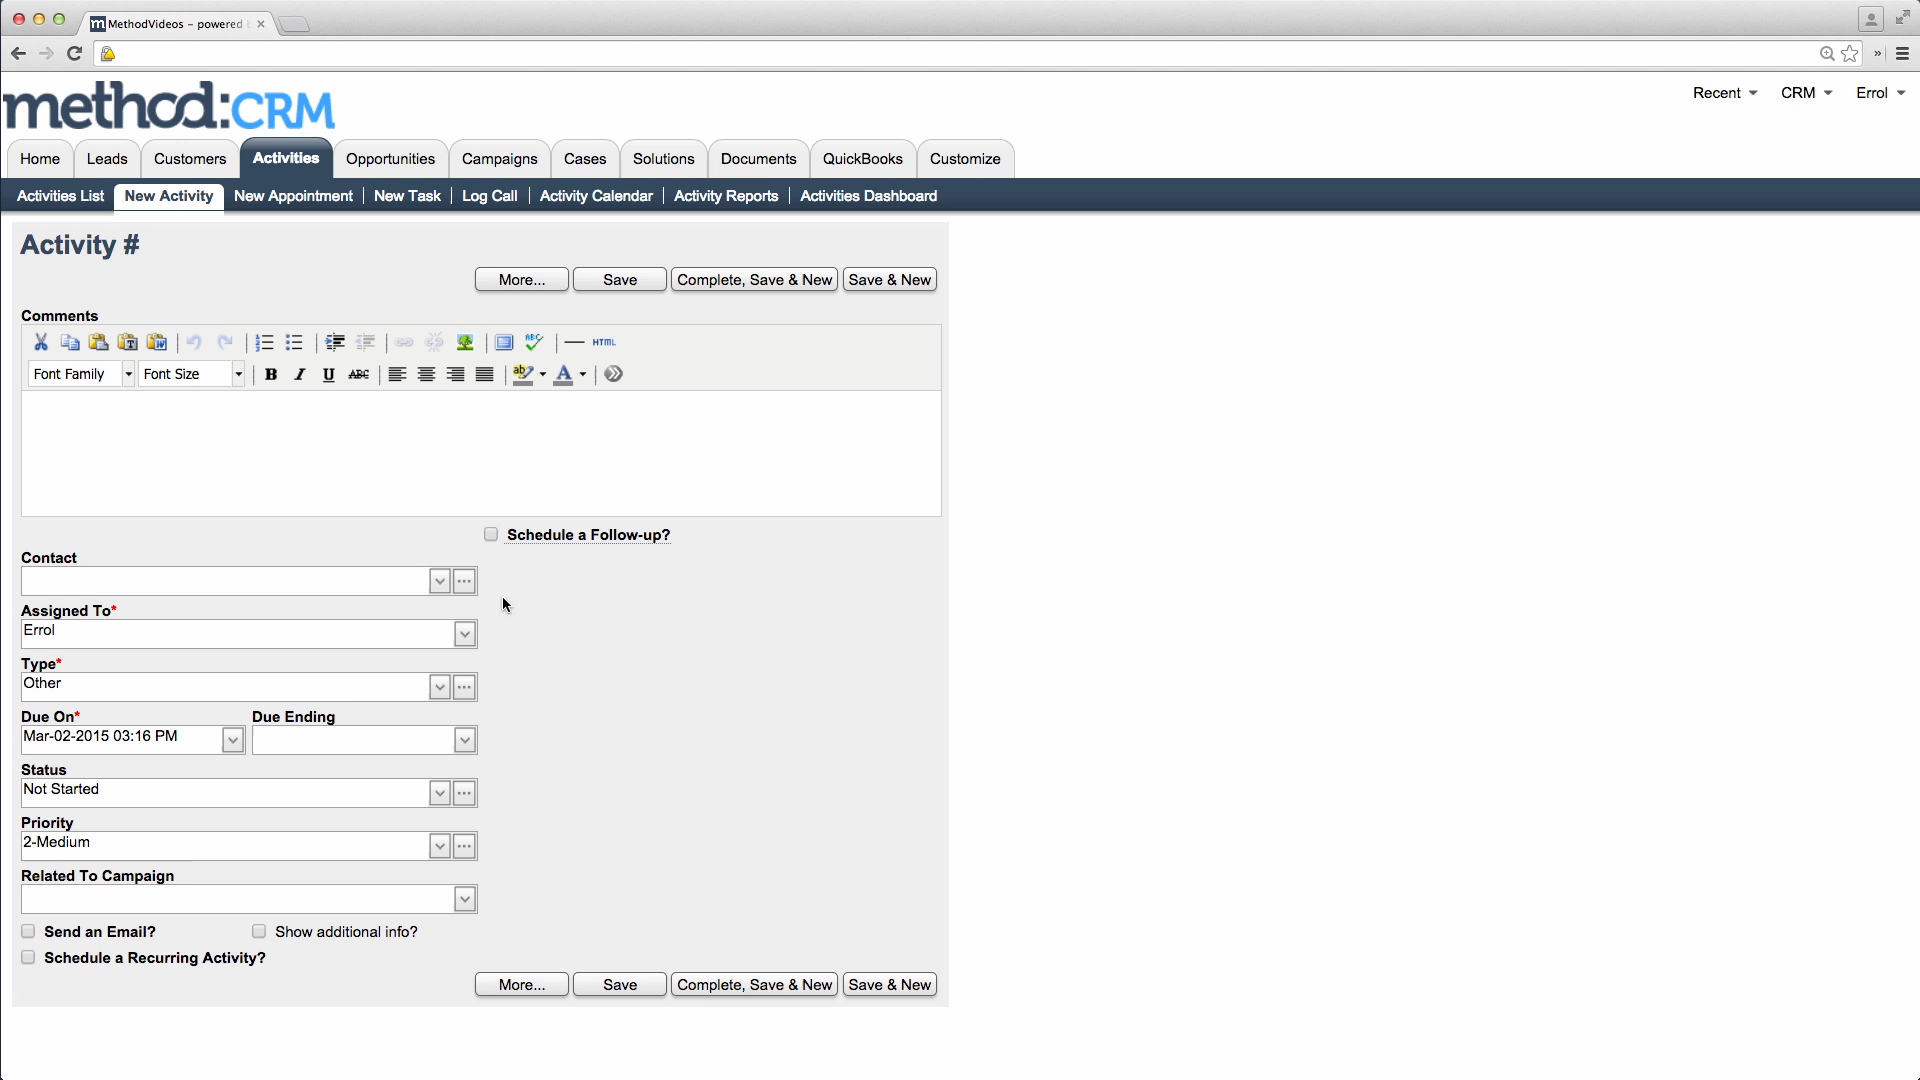 MethodVideos – powered
method:CRM
Recent CRM Errol
Home Leads Customers Activities Opportunities Campaigns Cases Solutions Documents QuickBooks Customize
Activities List New Activity New Appointment New Task Log Call Activity Calendar Activity Reports Activities Dashboard
Activity #
More... Save Complete, Save & New Save & New
Comments
HTML
Font Family Font Size B I U ABC
Schedule a Follow-up?
Contact
Assigned To*
Errol
Type*
Other
Due On* Due Ending
Mar-02-2015 03:16 PM
Status
Not Started
Priority
2-Medium
Related To Campaign
Send an Email? Show additional info?
Schedule a Recurring Activity?
More... Save Complete, Save & New Save & New